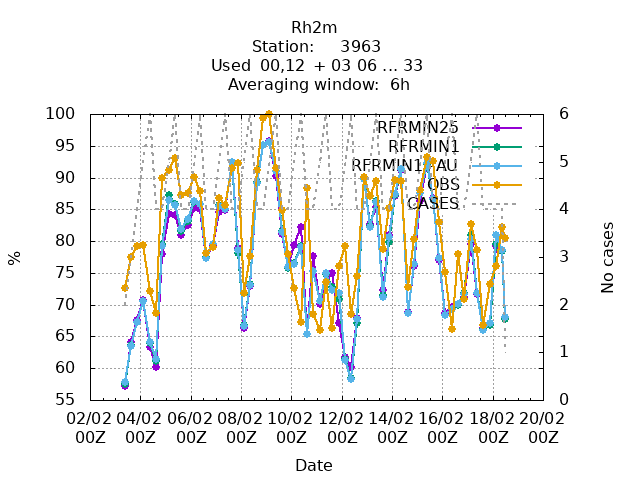 Rh2m
Station: 3963
Used 00,12 + 03 06 ... 33
Averaging window: 6h
100
95
90
85
80
75
70
65
60
55
%
6
5
4
3
2
1
0
No cases
RFRMIN25
RFRMIN1
RFRMIN1_AU
OBS
CASES
02/02 04/02 06/02 08/02 10/02 12/02 14/02 16/02 18/02 20/02
00Z 00Z 00Z 00Z 00Z 00Z 00Z 00Z 00Z 00Z
Date